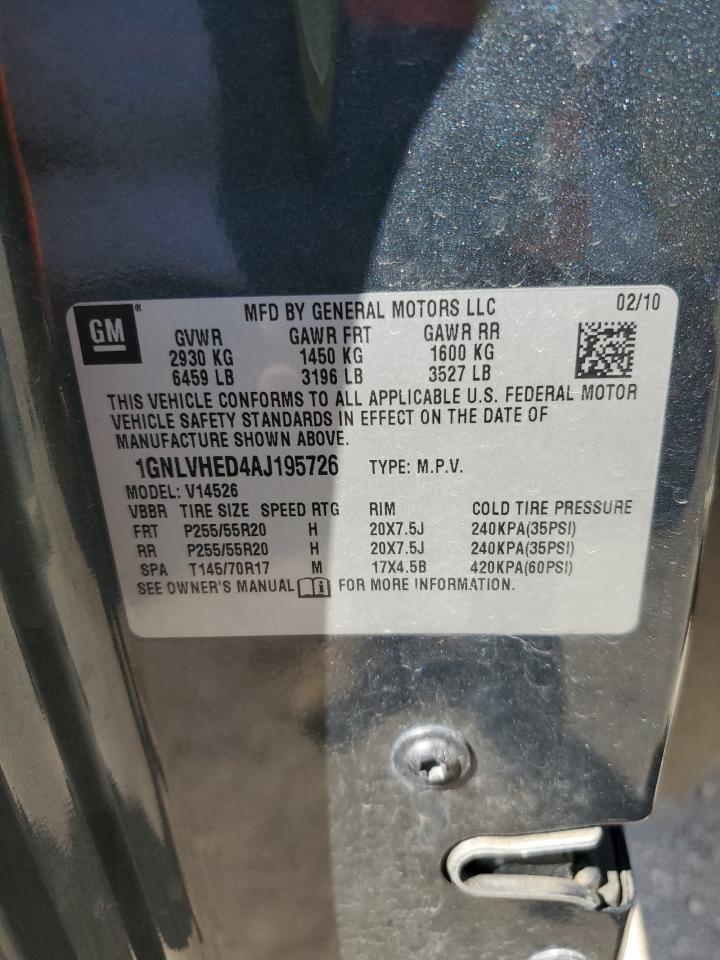 GM ® MFD BY GENERAL MOTORS LLC 02/10
GVWR GAWR FRT GAWR RR
2930 KG 1450 KG 1600 KG
6459 LB 3196 LB 3527 LB
THIS VEHICLE CONFORMS TO ALL APPLICABLE U.S. FEDERAL MOTOR
VEHICLE SAFETY STANDARDS IN EFFECT ON THE DATE OF
MANUFACTURE SHOWN ABOVE.
1GNLVHED4AJ195726 TYPE: M.P.V.
MODEL: V14526
VBBR TIRE SIZE SPEED RTG RIM COLD TIRE PRESSURE
FRT P255/55R20 H 20X7.5J 240KPA(35PSI)
RR P255/55R20 H 20X7.5J 240KPA(35PSI)
SPA T145/70R17 M 17X4.5B 420KPA(60PSI)
SEE OWNER'S MANUAL i FOR MORE INFORMATION.